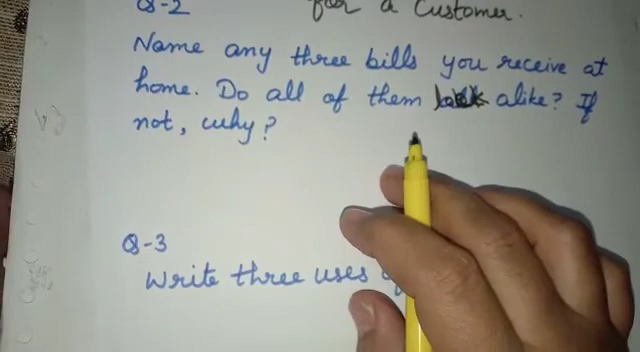 Q-2 for a Customer.
Name any three bills you receive at
home. Do all of them look alike? If
not, why?
Q-3
Write three uses